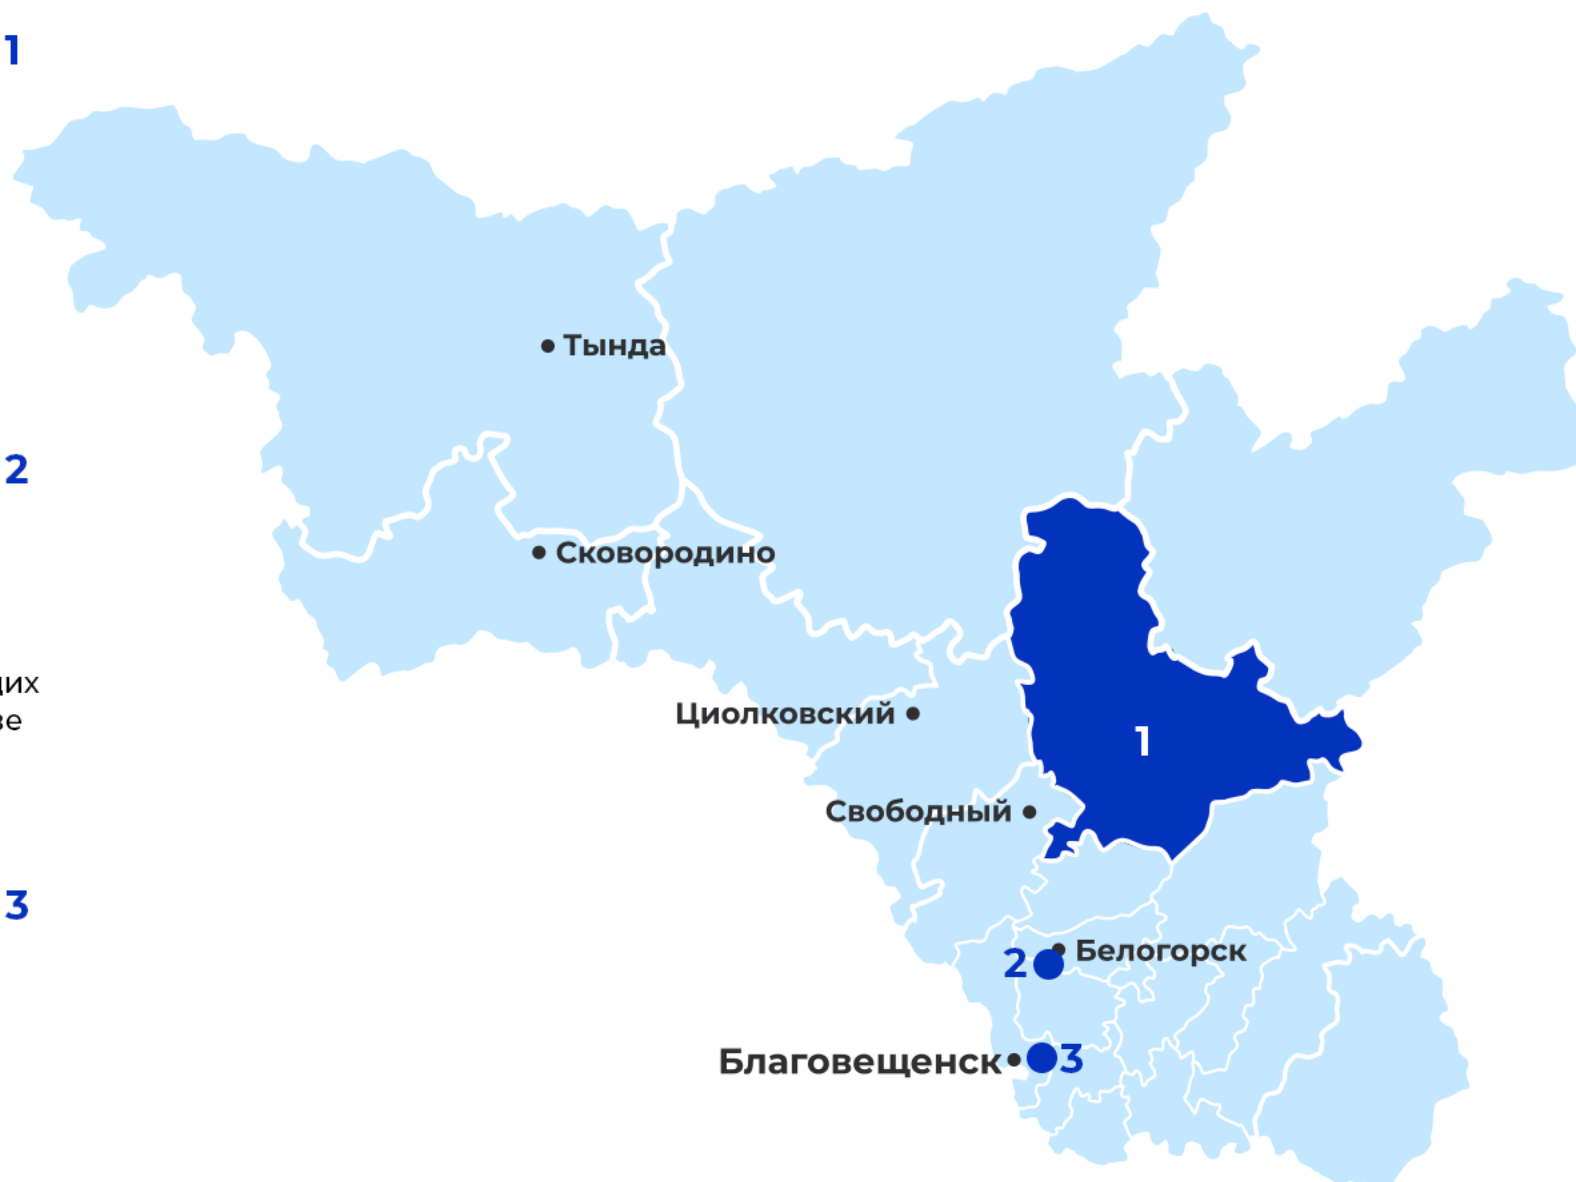 1
2
3
Тында
Сковородино
Циолковский
1
Свободный
2 Белогорск
Благовещенск 3